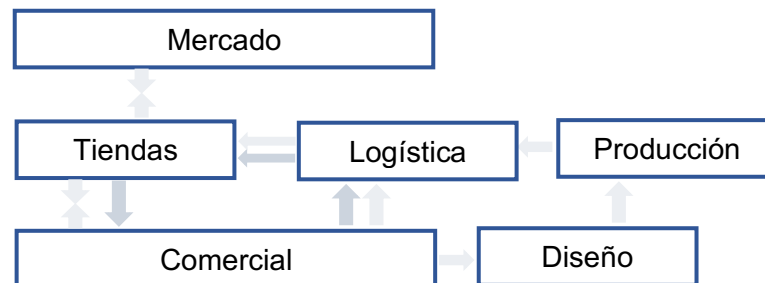 Mercado
Tiendas
Logística
Producción
Comercial
Diseño